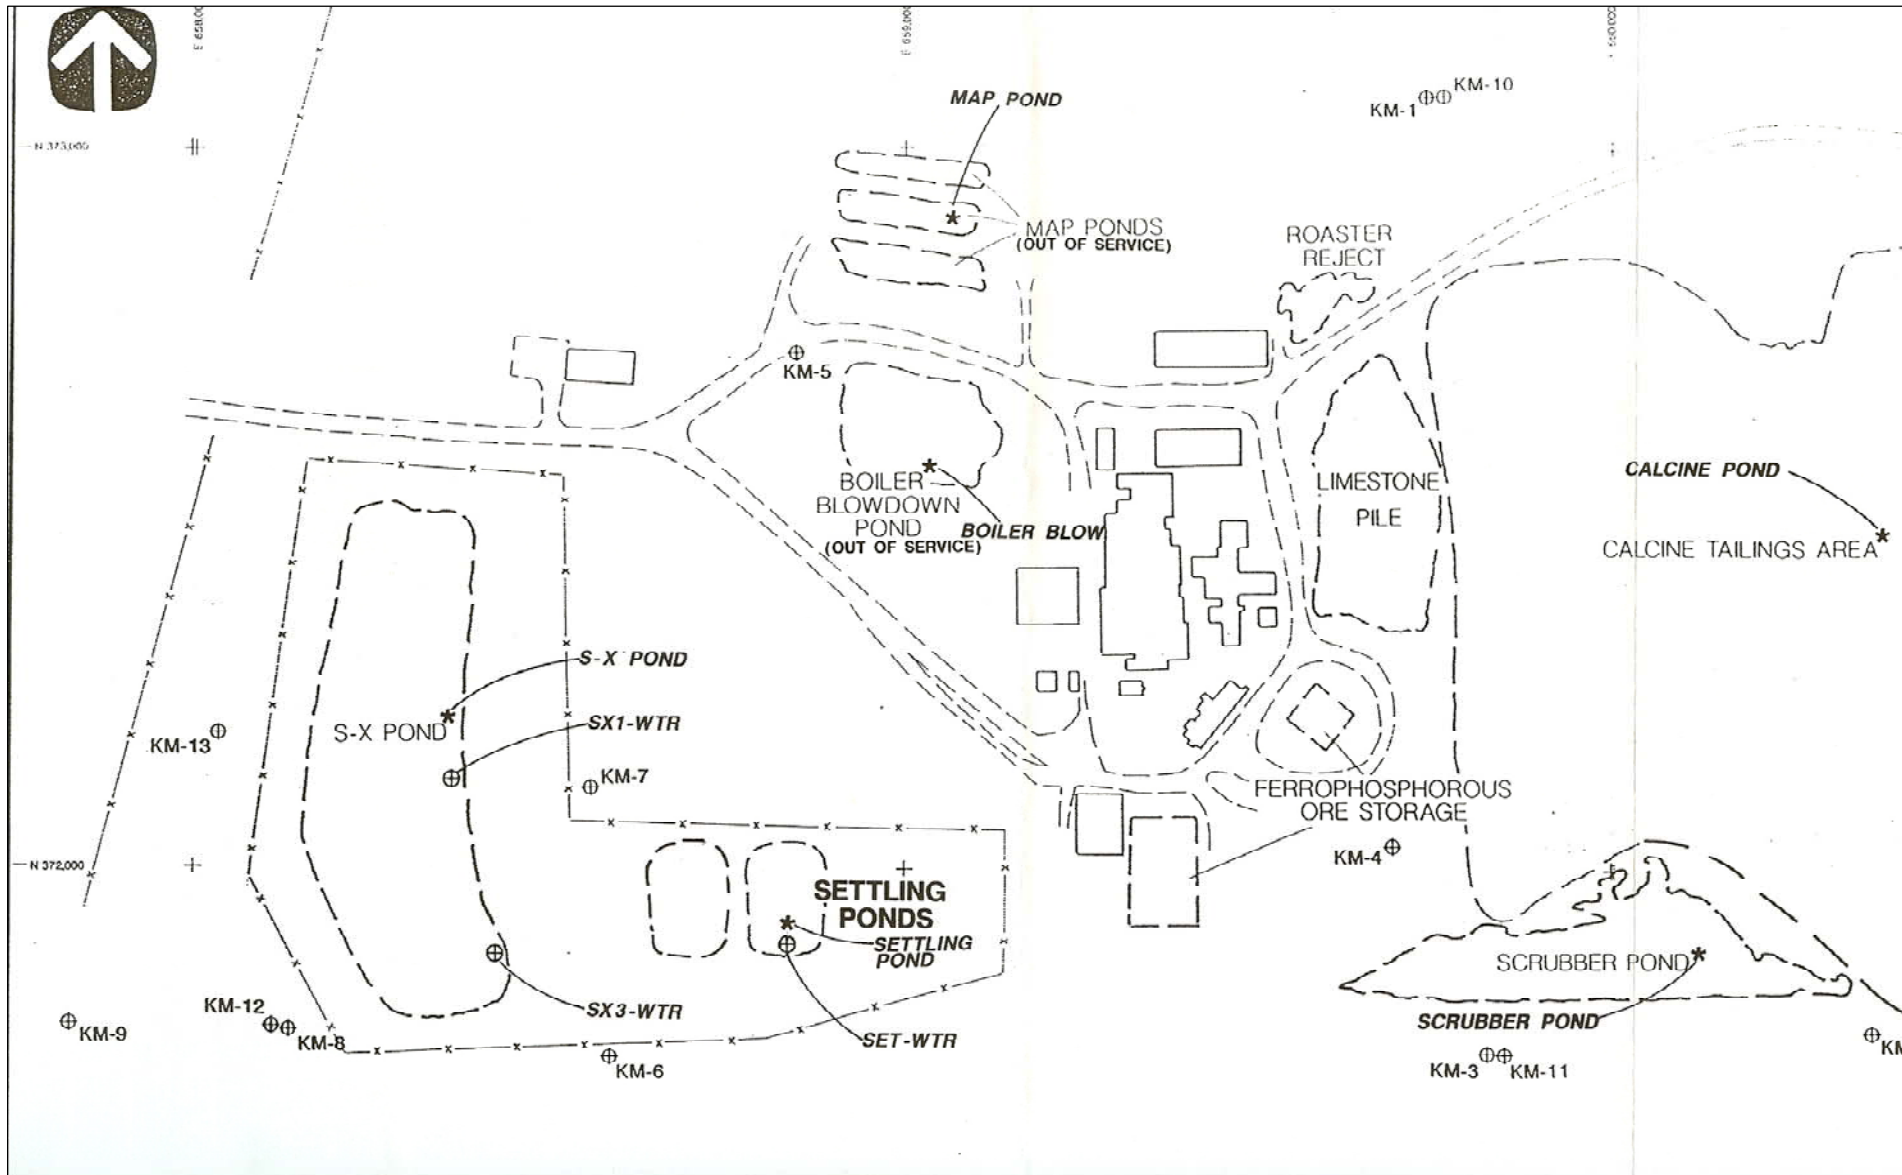 E 659,000
MAP POND
KM-10
KM-1
N 373,000
MAP PONDS
(OUT OF SERVICE)
ROASTER
REJECT
KM-5
BOILER
BLOWDOWN
POND
(OUT OF SERVICE)
BOILER BLOW
LIMESTONE
PILE
CALCINE POND
CALCINE TAILINGS AREA
S-X POND
S-X POND
SX1-WTR
KM-13
KM-7
FERROPHOSPHOROUS
ORE STORAGE
KM-4
N 372,000
SETTLING
PONDS
SETTLING
POND
SCRUBBER POND
SCRUBBER POND
KM-12
KM-9
KM-8
SX3-WTR
SET-WTR
KM-6
KM-3
KM-11